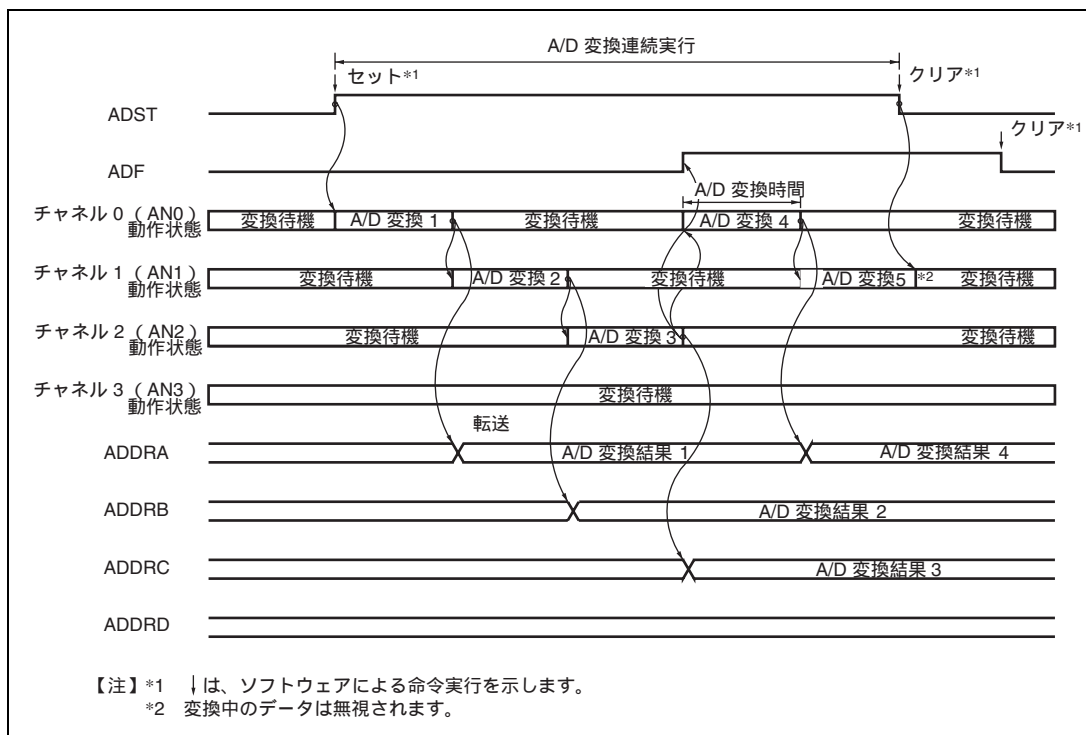 A/D 変換連続実行
セット*1
クリア*1
ADST
クリア*1
ADF
A/D 変換時間
チャネル 0 ( AN0 )
動作状態
変換待機
A/D 変換 1
変換待機
A/D 変換 4
変換待機
チャネル 1 ( AN1 )
動作状態
変換待機
A/D 変換 2
変換待機
A/D 変換5
*2
変換待機
チャネル 2 ( AN2 )
動作状態
変換待機
A/D 変換 3
変換待機
チャネル 3 ( AN3 )
動作状態
変換待機
転送
ADDRA
A/D 変換結果 1
A/D 変換結果 4
ADDRB
A/D 変換結果 2
ADDRC
A/D 変換結果 3
ADDRD
【注】*1 ↓は、ソフトウェアによる命令実行を示します。
*2 変換中のデータは無視されます。